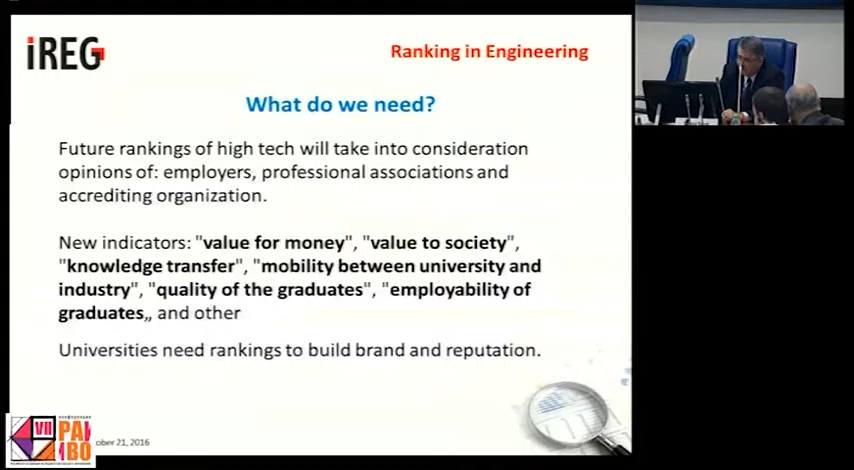 iREG
Ranking in Engineering
What do we need?
Future rankings of high tech will take into consideration
opinions of: employers, professional associations and
accrediting organization.
New indicators: "value for money", "value to society",
"knowledge transfer", "mobility between university and
industry", "quality of the graduates", "employability of
graduates„ and other
Universities need rankings to build brand and reputation.
VII
ober 21, 2016